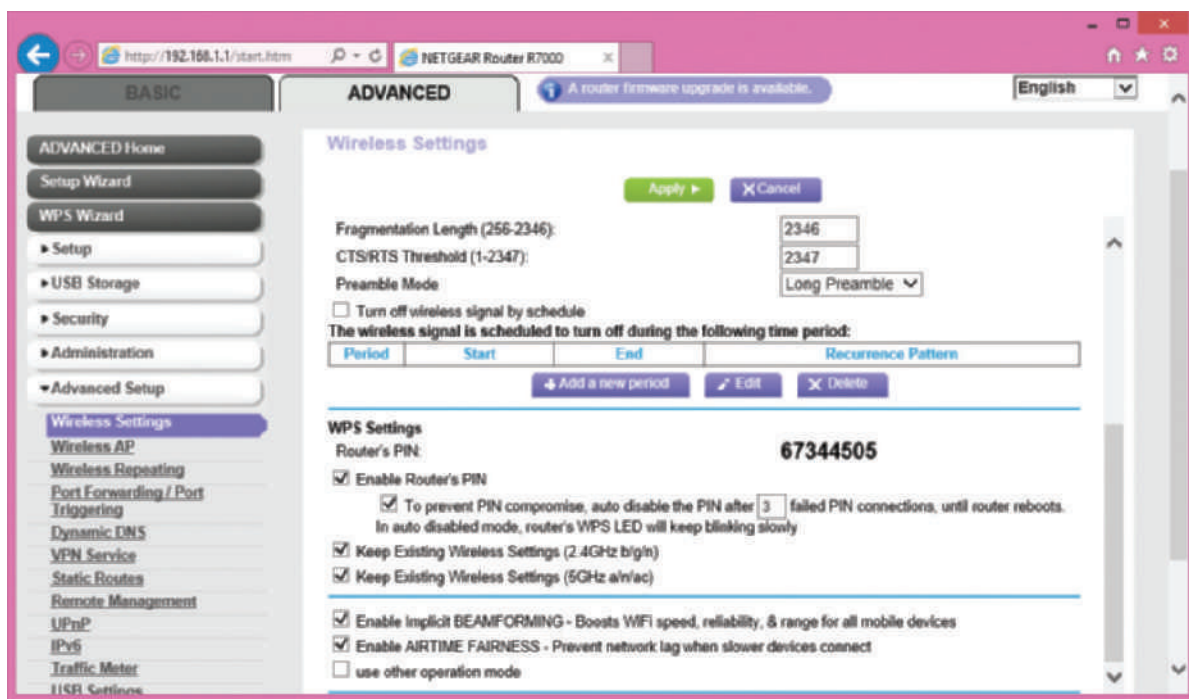 http://192.168.1.1/start.htm
NETGEAR Router R7000
BASIC
ADVANCED
A router firmware upgrade is available.
English
ADVANCED Home
Setup Wizard
WPS Wizard
Setup
USB Storage
Security
Administration
Advanced Setup
Wireless Settings
Wireless AP
Wireless Repeating
Port Forwarding / Port
Triggering
Dynamic DNS
VPN Service
Static Routes
Remote Management
UPnP
IPv6
Traffic Meter
USB Settings
Wireless Settings
Apply
Cancel
Fragmentation Length (256-2346): 2346
CTS/RTS Threshold (1-2347): 2347
Preamble Mode Long Preamble
Turn off wireless signal by schedule
The wireless signal is scheduled to turn off during the following time period:
Period Start End Recurrence Pattern
Add a new period Edit Delete
WPS Settings
Router's PIN: 67344505
Enable Router's PIN
To prevent PIN compromise, auto disable the PIN after 3 failed PIN connections, until router reboots.
In auto disabled mode, router's WPS LED will keep blinking slowly
Keep Existing Wireless Settings (2.4GHz b/g/n)
Keep Existing Wireless Settings (5GHz a/n/ac)
Enable Implicit BEAMFORMING - Boosts WiFi speed, reliability, & range for all mobile devices
Enable AIRTIME FAIRNESS - Prevent network lag when slower devices connect
use other operation mode